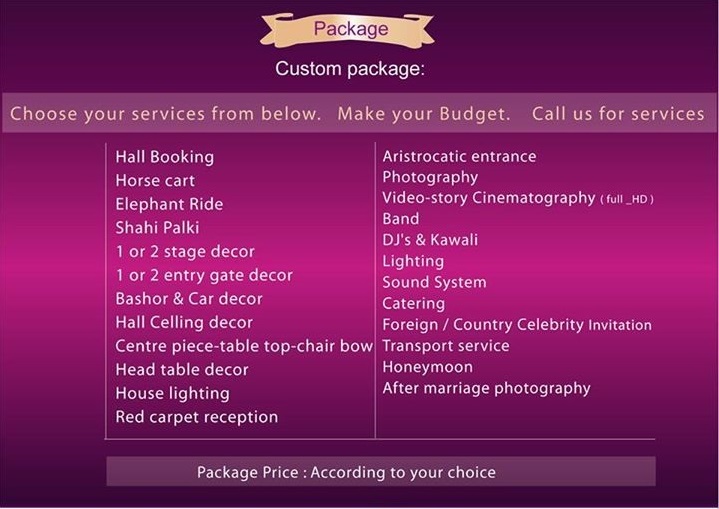 Package
Custom package:
Choose your services from below. Make your Budget. Call us for services
Hall Booking
Horse cart
Elephant Ride
Shahi Palki
1 or 2 stage decor
1 or 2 entry gate decor
Bashor & Car decor
Hall Celling decor
Centre piece-table top-chair bow
Head table decor
House lighting
Red carpet reception
Aristrocatic entrance
Photography
Video-story Cinematography ( full _HD )
Band
DJ's & Kawali
Lighting
Sound System
Catering
Foreign / Country Celebrity Invitation
Transport service
Honeymoon
After marriage photography
Package Price : According to your choice